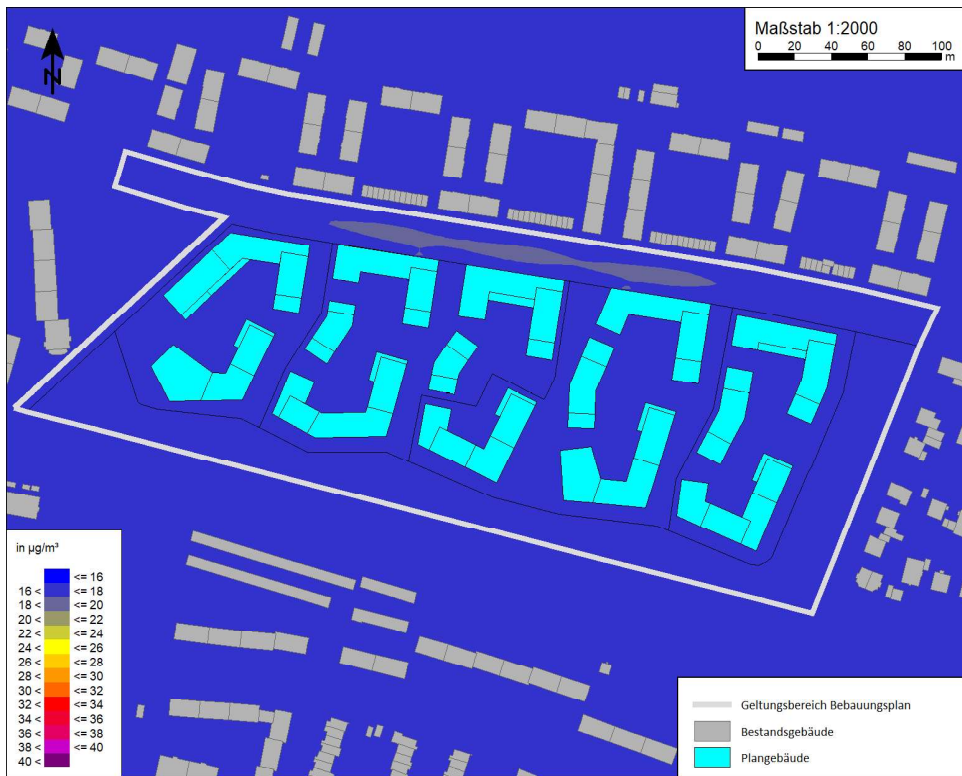 Maßstab 1:2000
0 20 40 60 80 100
m
N
in µg/m³
<= 16
16 < <= 18
18 < <= 20
20 < <= 22
22 < <= 24
24 < <= 26
26 < <= 28
28 < <= 30
30 < <= 32
32 < <= 34
34 < <= 36
36 < <= 38
38 < <= 40
40 <
Geltungsbereich Bebauungsplan
Bestandsgebäude
Plangebäude